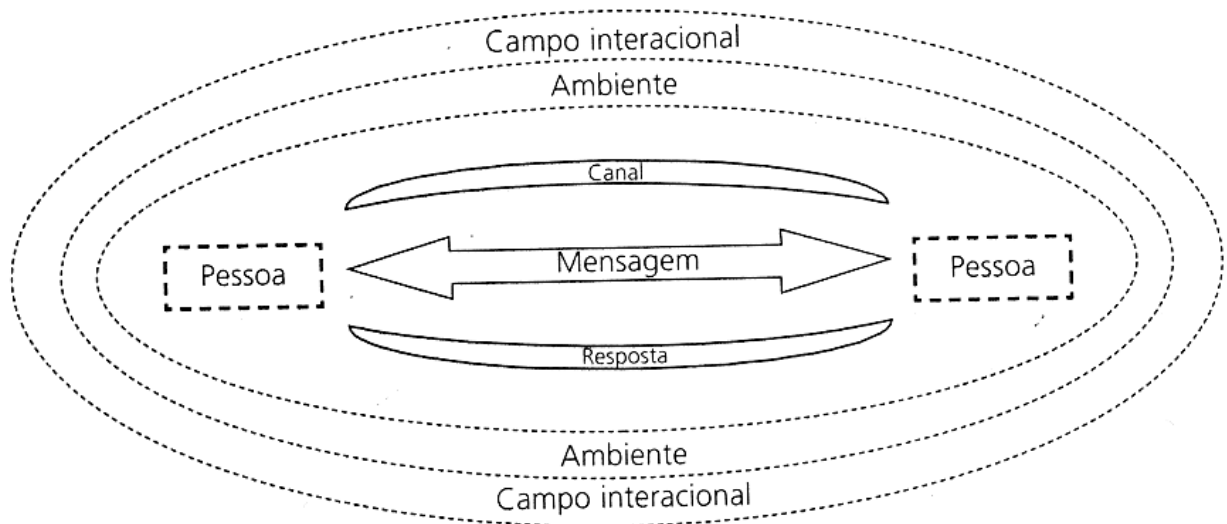 Campo interacional
Ambiente
Canal
Pessoa
Mensagem
Pessoa
Resposta
Ambiente
Campo interacional